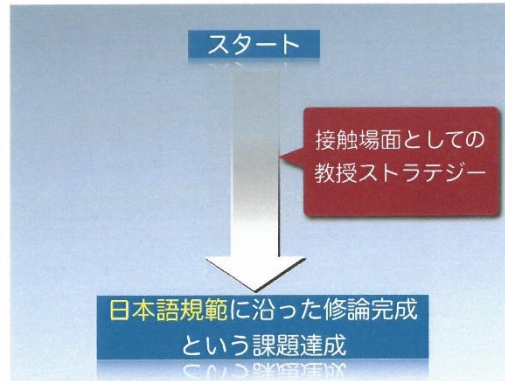 スタート
接触場面としての
教授ストラテジー
日本語規範に沿った修論完成
という課題達成